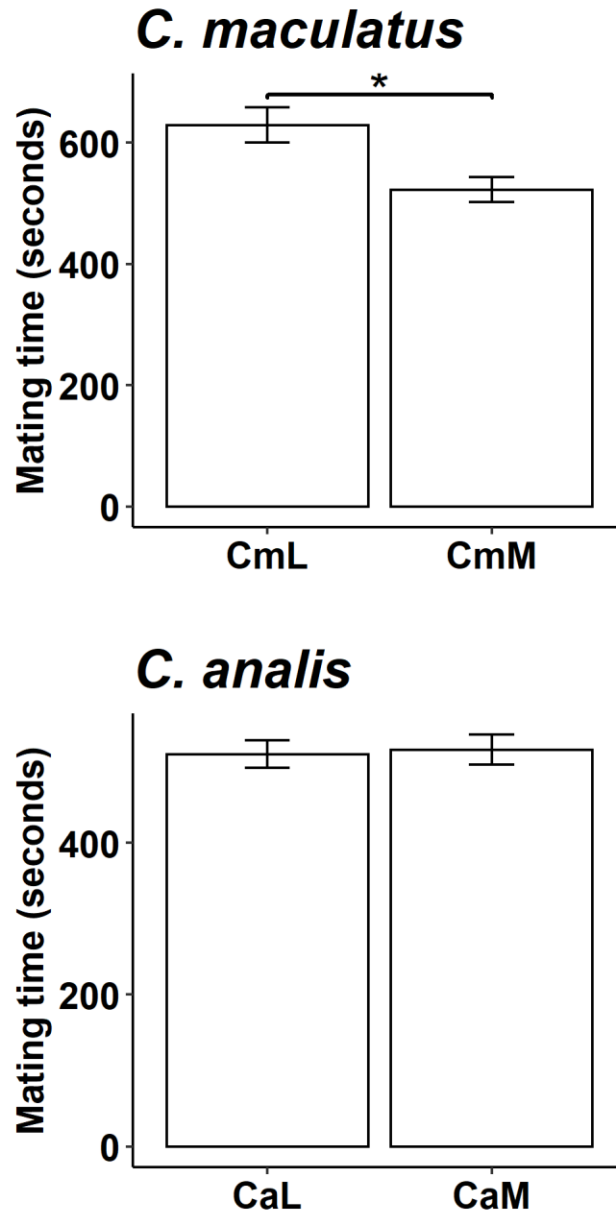 C. maculatus
*
Mating time (seconds)
600
400
200
0
CmL CmM
C. analis
Mating time (seconds)
400
200
0
CaL CaM